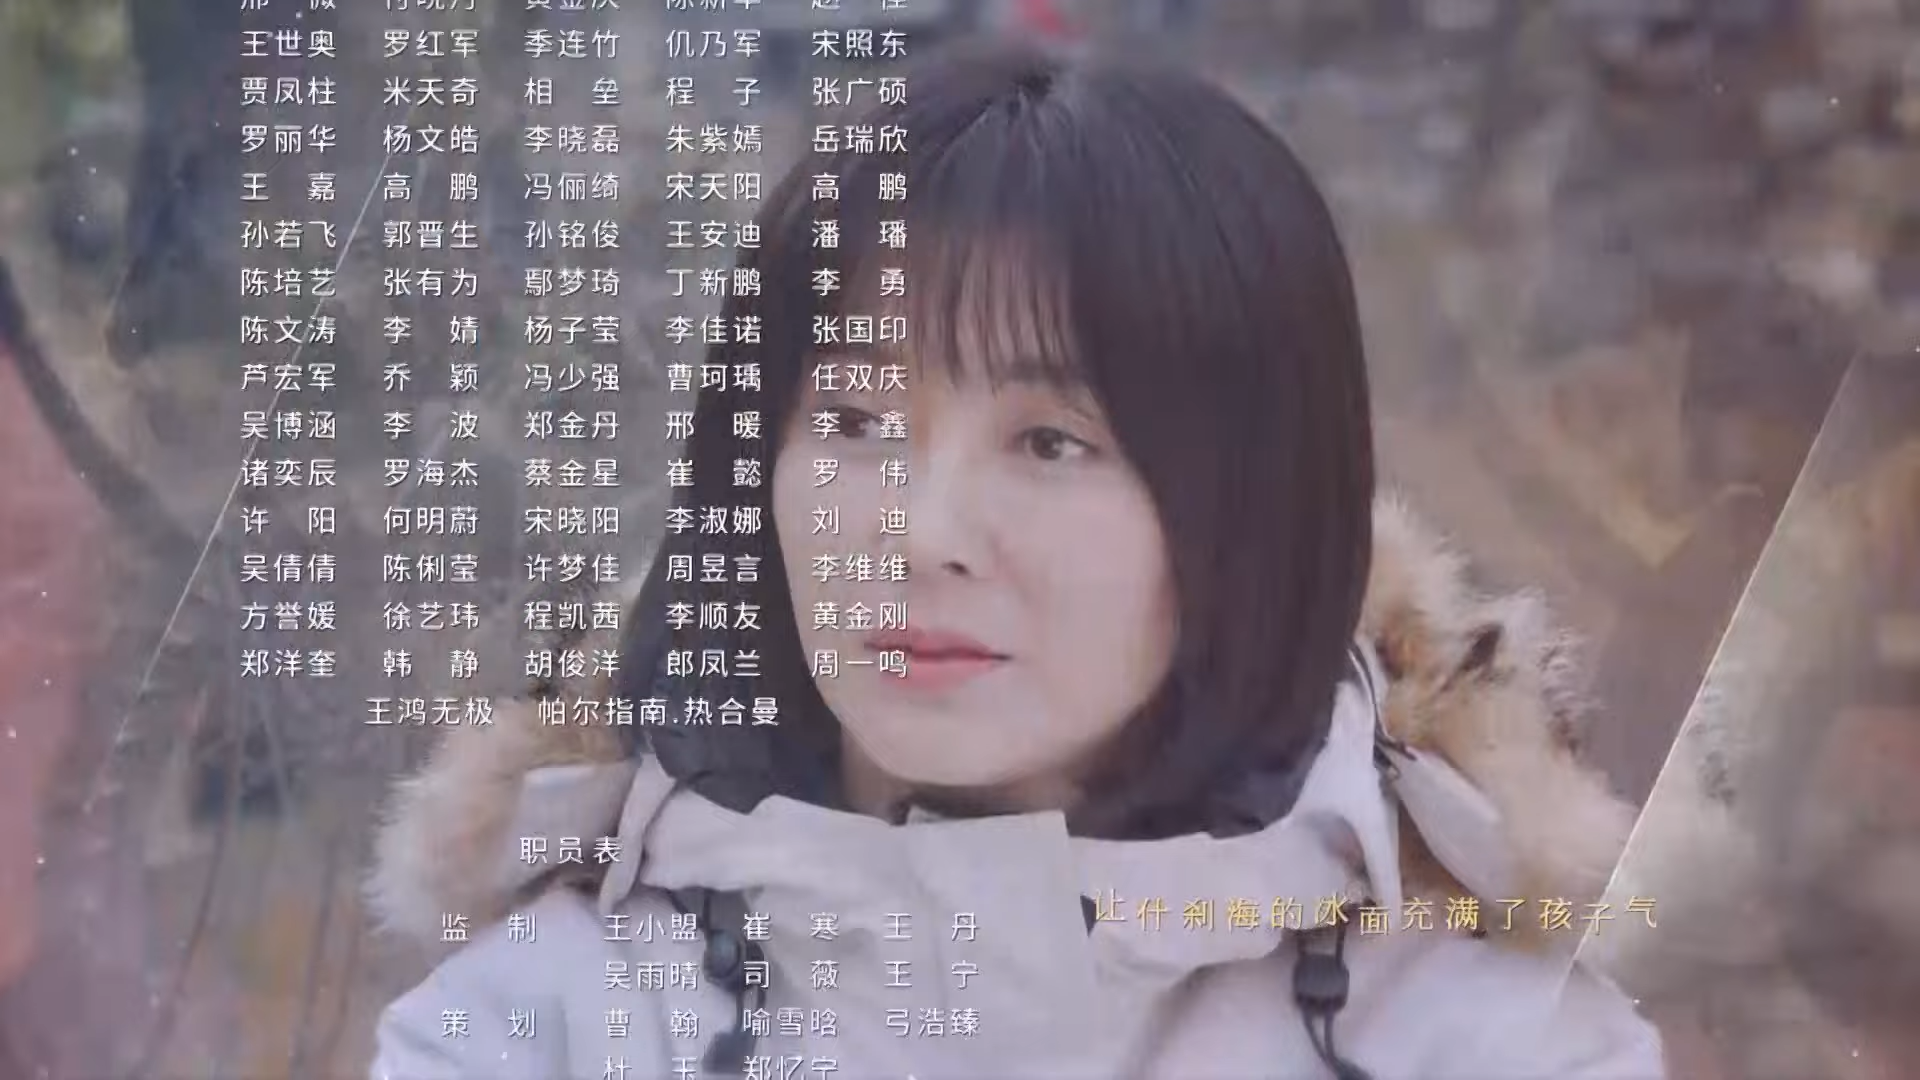 王世奥 罗红军 季连竹 仉乃军 宋照东
贾凤柱 米天奇 相垒 程子 张广硕
罗丽华 杨文皓 李晓磊 朱紫嫣 岳瑞欣
王嘉 高鹏 冯俪绮 宋天阳 高鹏
孙若飞 郭晋生 孙铭俊 王安迪 潘璠
陈培艺 张有为 鄢梦琦 丁新鹏 李勇
陈文涛 李婧 杨子莹 李佳诺 张国印
芦宏军 乔颖 冯少强 曹珂瑀 任双庆
吴博涵 李波 郑金丹 邢暖 李鑫
诸奕辰 罗海杰 蔡金星 崔懿 罗伟
许阳 何明蔚 宋晓阳 李淑娜 刘迪
吴倩倩 陈俐莹 许梦佳 周昱言 李维维
方誉媛 徐艺玮 程凯茜 李顺友 黄金刚
郑洋奎 韩静 胡俊洋 郎凤兰 周一鸣
王鸿无极 帕尔指南.热合曼
职员表
让什刹海的冰面充满了孩子气
监制 王小盟 崔寒 王丹
吴雨晴 司薇 王宁
策划 曹翰 喻雪晗 弓浩臻
杜玉 郑忆宁